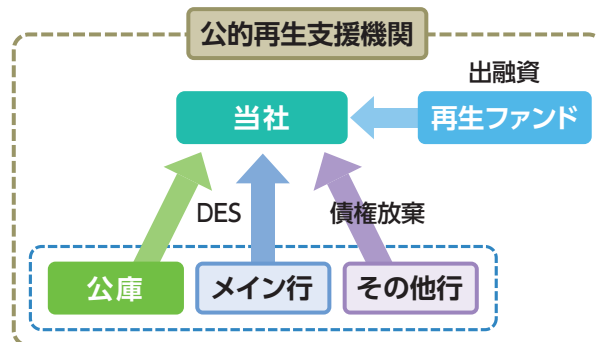 公的再生支援機関
出融資
当社
再生ファンド
DES
債権放棄
公庫
メイン行
その他行